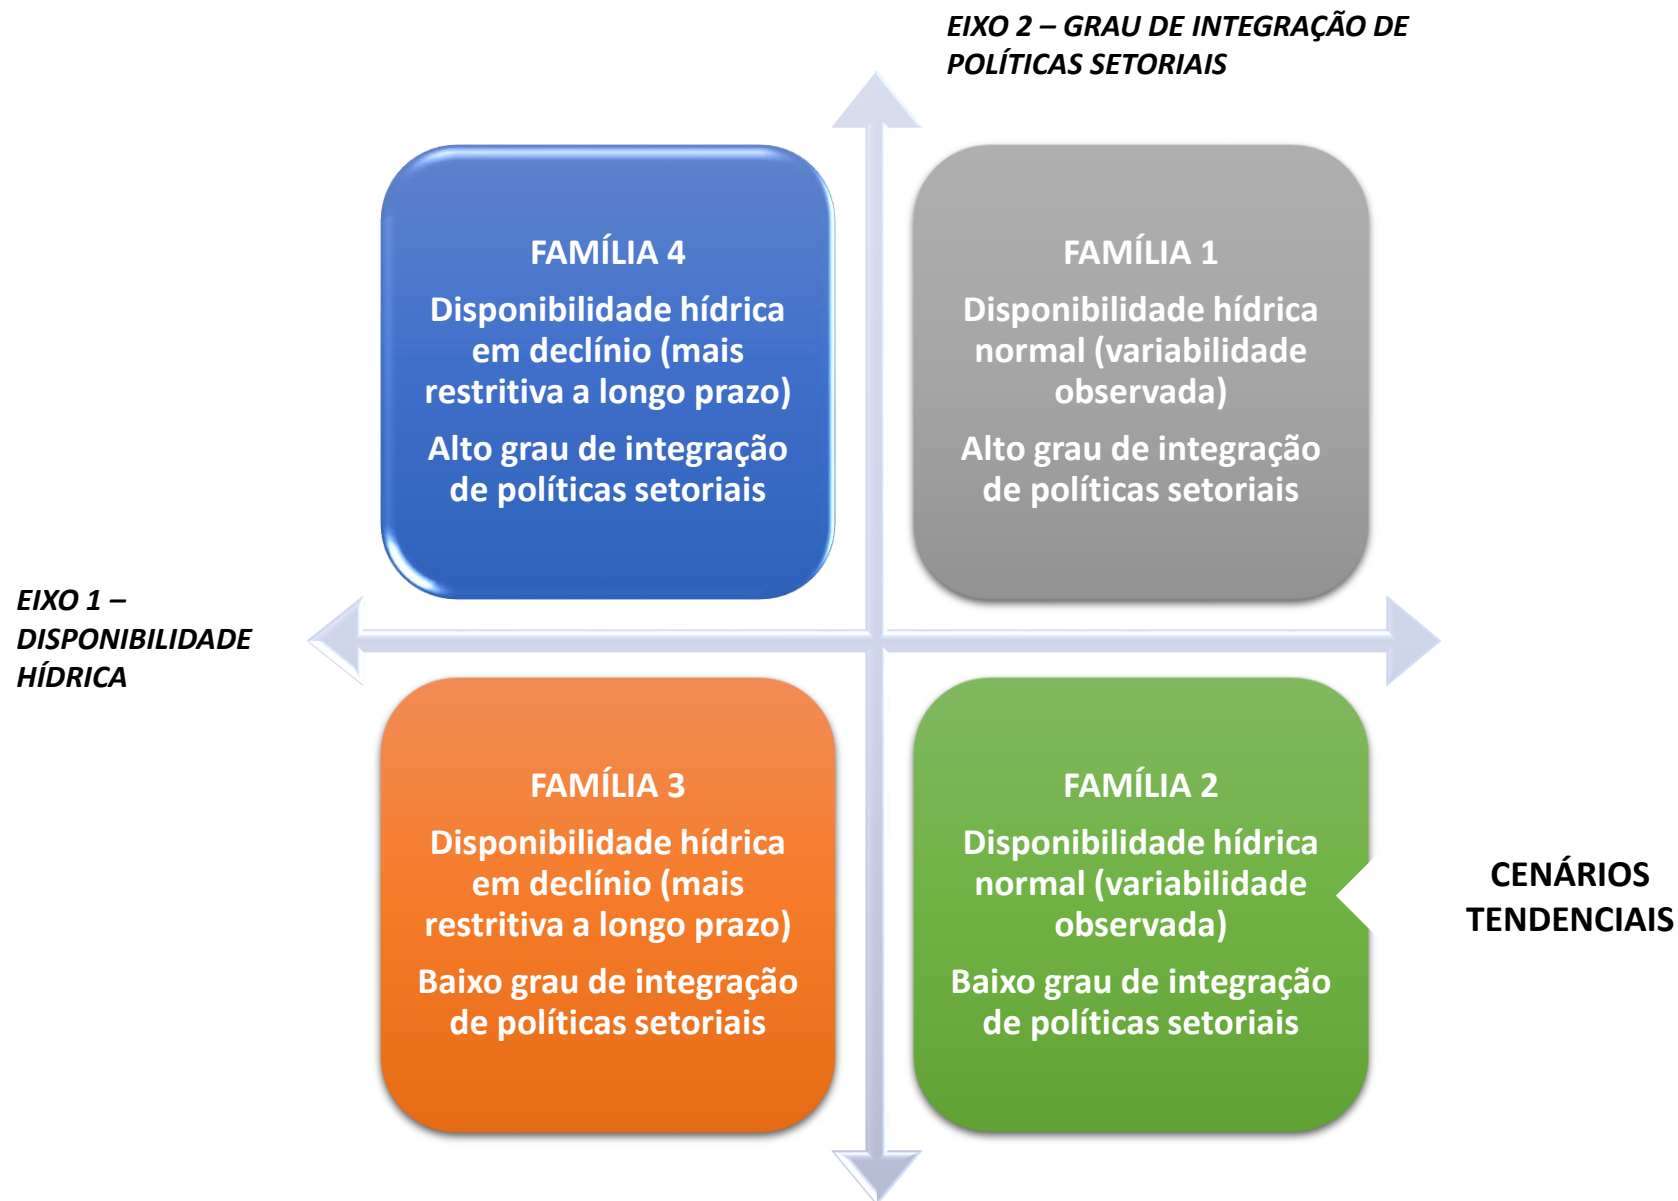 EIXO 2 – GRAU DE INTEGRAÇÃO DE
POLÍTICAS SETORIAIS
FAMÍLIA 4
Disponibilidade hídrica
em declínio (mais
restritiva a longo prazo)
Alto grau de integração
de políticas setoriais
FAMÍLIA 1
Disponibilidade hídrica
normal (variabilidade
observada)
Alto grau de integração
de políticas setoriais
EIXO 1 –
DISPONIBILIDADE
HÍDRICA
FAMÍLIA 3
Disponibilidade hídrica
em declínio (mais
restritiva a longo prazo)
Baixo grau de integração
de políticas setoriais
FAMÍLIA 2
Disponibilidade hídrica
normal (variabilidade
observada)
Baixo grau de integração
de políticas setoriais
CENÁRIOS
TENDENCIAIS